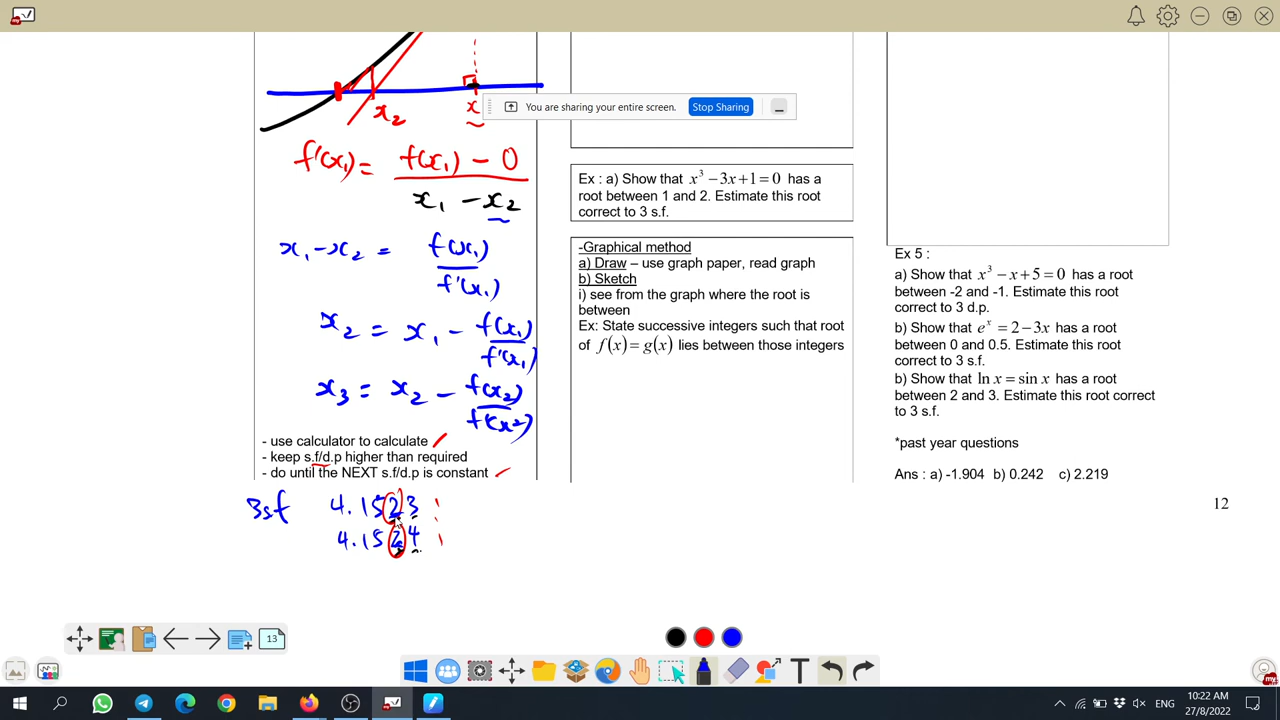 You are sharing your entire screen.
Stop Sharing
x₂
x
f'(x₁) = f(x₁) - 0 / x₁ - x₂
x₁ - x₂ = f(x₁) / f'(x₁)
x₂ = x₁ - f(x₁) / f'(x₁)
x₃ = x₂ - f(x₂) / f'(x₂)
- use calculator to calculate
- keep s.f/d.p higher than required
- do until the NEXT s.f/d.p is constant
3sf 4.1523
4.1524
Ex : a) Show that x³ − 3x + 1 = 0 has a
root between 1 and 2. Estimate this root
correct to 3 s.f.
-Graphical method
a) Draw – use graph paper, read graph
b) Sketch
i) see from the graph where the root is
between
Ex: State successive integers such that root
of f(x) = g(x) lies between those integers
Ex 5 :
a) Show that x³ − x + 5 = 0 has a root
between -2 and -1. Estimate this root
correct to 3 d.p.
b) Show that eˣ = 2 − 3x has a root
between 0 and 0.5. Estimate this root
correct to 3 s.f.
b) Show that ln x = sin x has a root
between 2 and 3. Estimate this root correct
to 3 s.f.
*past year questions
Ans : a) -1.904 b) 0.242 c) 2.219
12
13
T
ENG
10:22 AM
27/8/2022